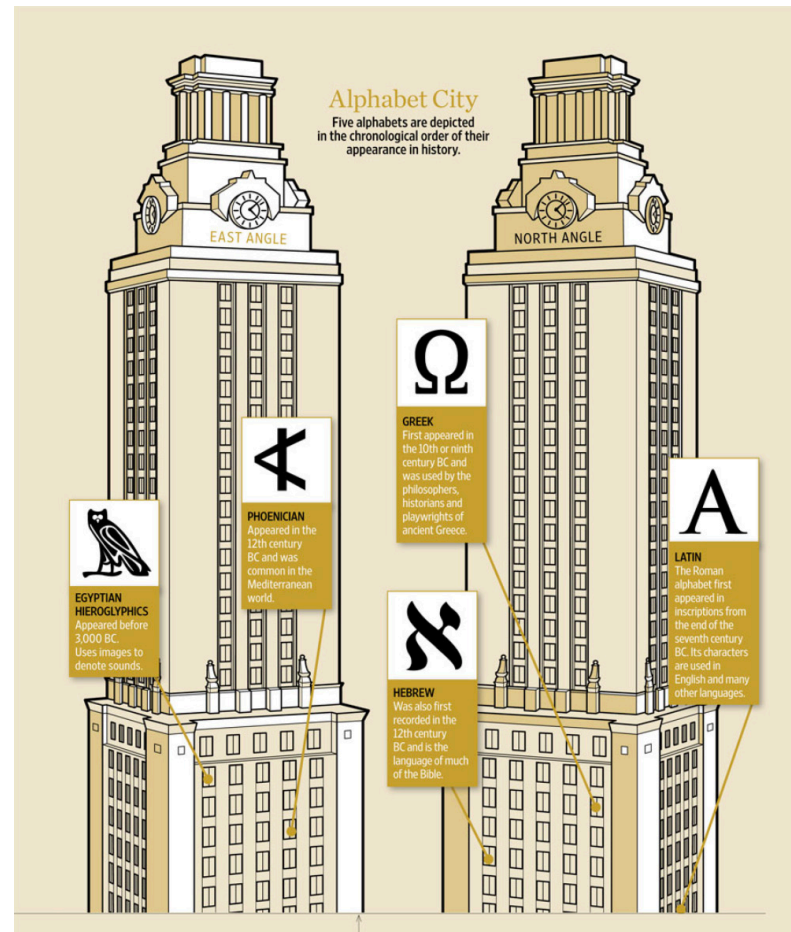 Alphabet City
Five alphabets are depicted
in the chronological order of their
appearance in history.
EAST ANGLE
NORTH ANGLE
EGYPTIAN
HIEROGLYPHICS
Appeared before
3,000 BC.
Uses images to
denote sounds.
PHOENICIAN
Appeared in the
12th century
BC and was
common in the
Mediterranean
world.
Ω
GREEK
First appeared in
the 10th or ninth
century BC and
was used by the
philosophers,
historians and
playwrights of
ancient Greece.
א
HEBREW
Was also first
recorded in the
12th century
BC and is the
language of much
of the Bible.
A
LATIN
The Roman
alphabet first
appeared in
inscriptions from
the end of the
seventh century
BC. Its characters
are used in
English and many
other languages.